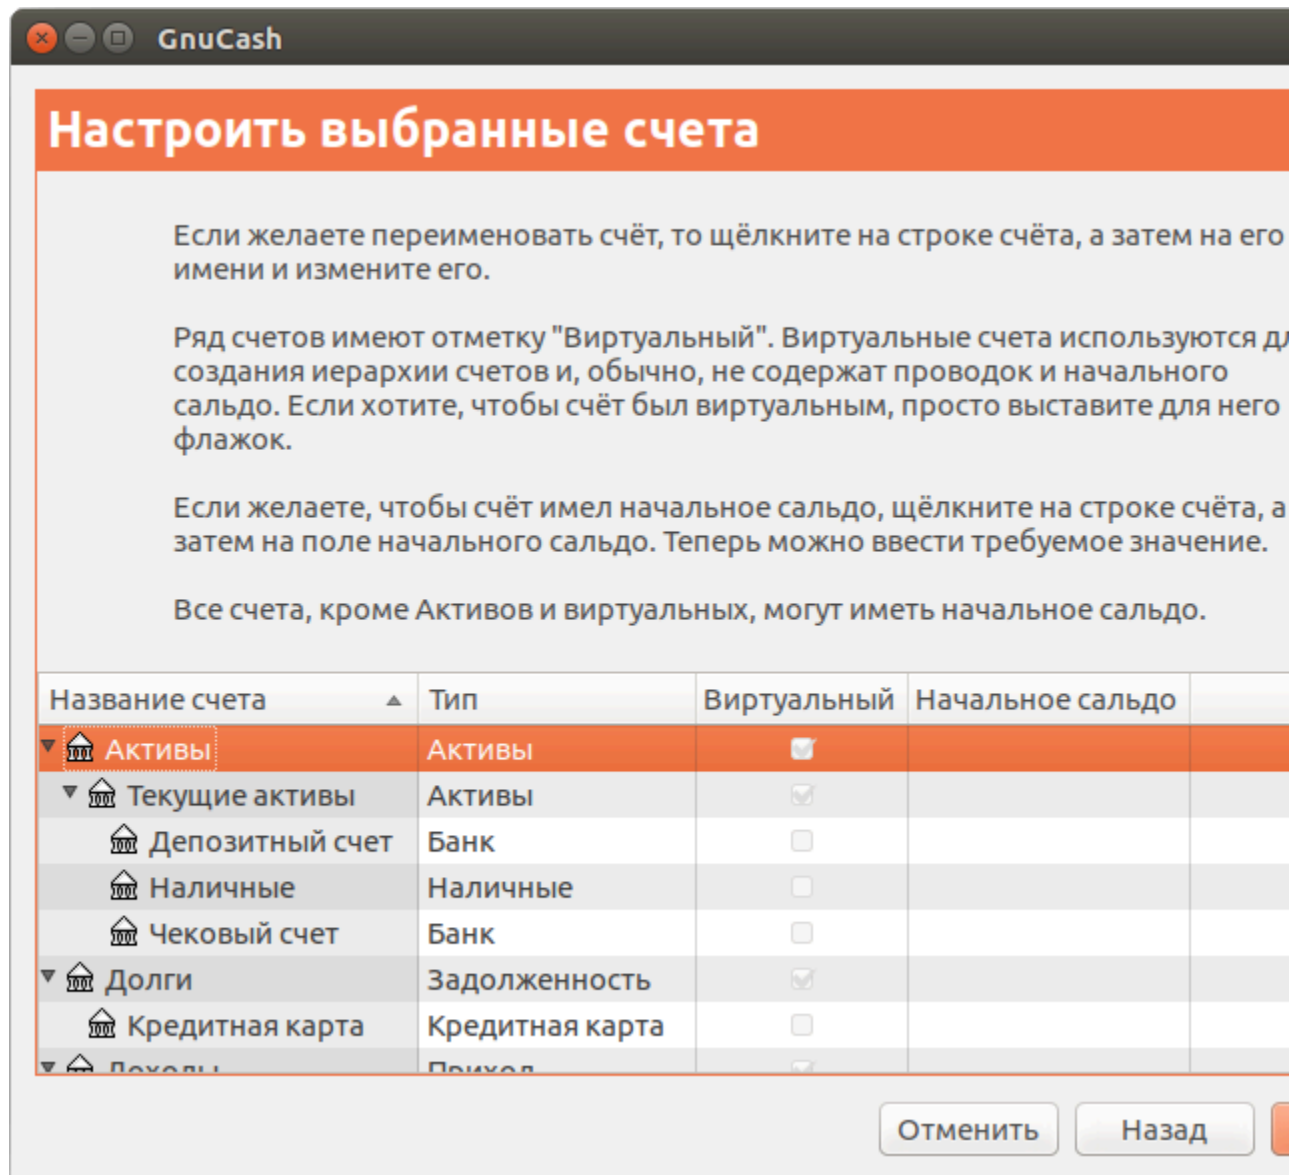 GnuCash
Настроить выбранные счета
Если желаете переименовать счёт, то щёлкните на строке счёта, а затем на его
имени и измените его.
Ряд счетов имеют отметку "Виртуальный". Виртуальные счета используются
создания иерархии счетов и, обычно, не содержат проводок и начального
сальдо. Если хотите, чтобы счёт был виртуальным, просто выставите для него
флажок.
Если желаете, чтобы счёт имел начальное сальдо, щёлкните на строке счёта, а
затем на поле начального сальдо. Теперь можно ввести требуемое значение.
Все счета, кроме Активов и виртуальных, могут иметь начальное сальдо.
Название счета Тип Виртуальный Начальное сальдо
Активы Активы
Текущие активы Активы
Депозитный счет Банк
Наличные Наличные
Чековый счет Банк
Долги Задолженность
Кредитная карта Кредитная карта
Доходы Приход
Отменить Назад